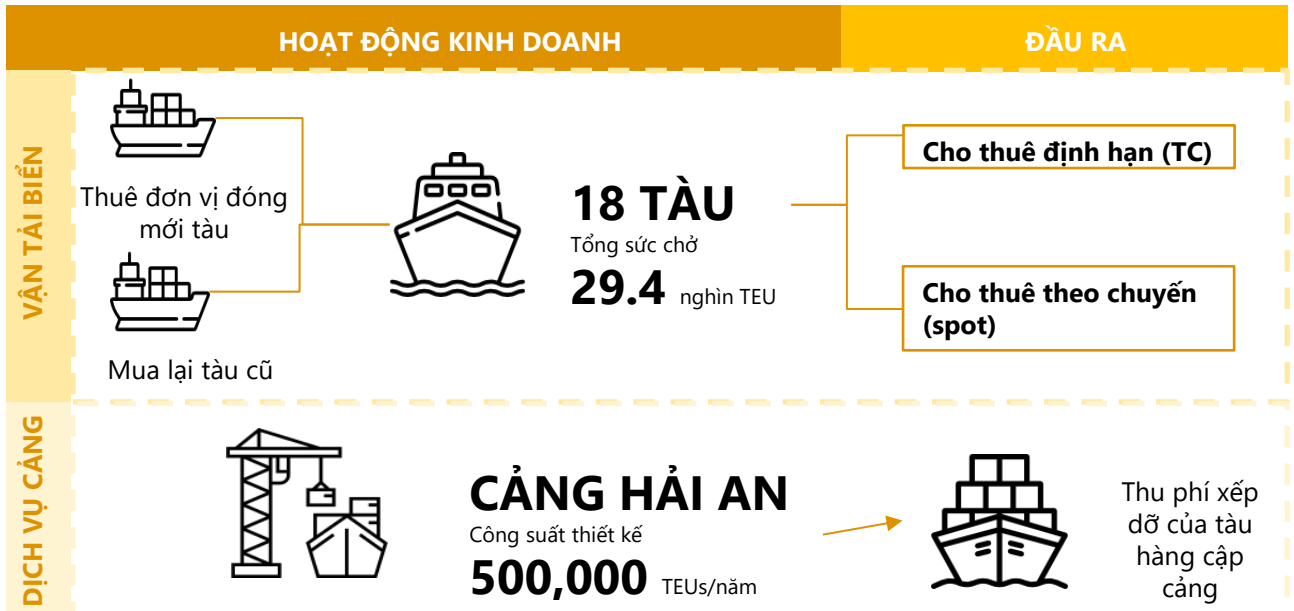 HOẠT ĐỘNG KINH DOANH
ĐẦU RA
VẬN TẢI BIỂN
Thuê đơn vị đóng
mới tàu
Mua lại tàu cũ
18 TÀU
Tổng sức chở
29.4 nghìn TEU
Cho thuê định hạn (TC)
Cho thuê theo chuyến
(spot)
DỊCH VỤ CẢNG
CẢNG HẢI AN
Công suất thiết kế
500,000 TEUs/năm
Thu phí xếp
dỡ của tàu
hàng cập
cảng